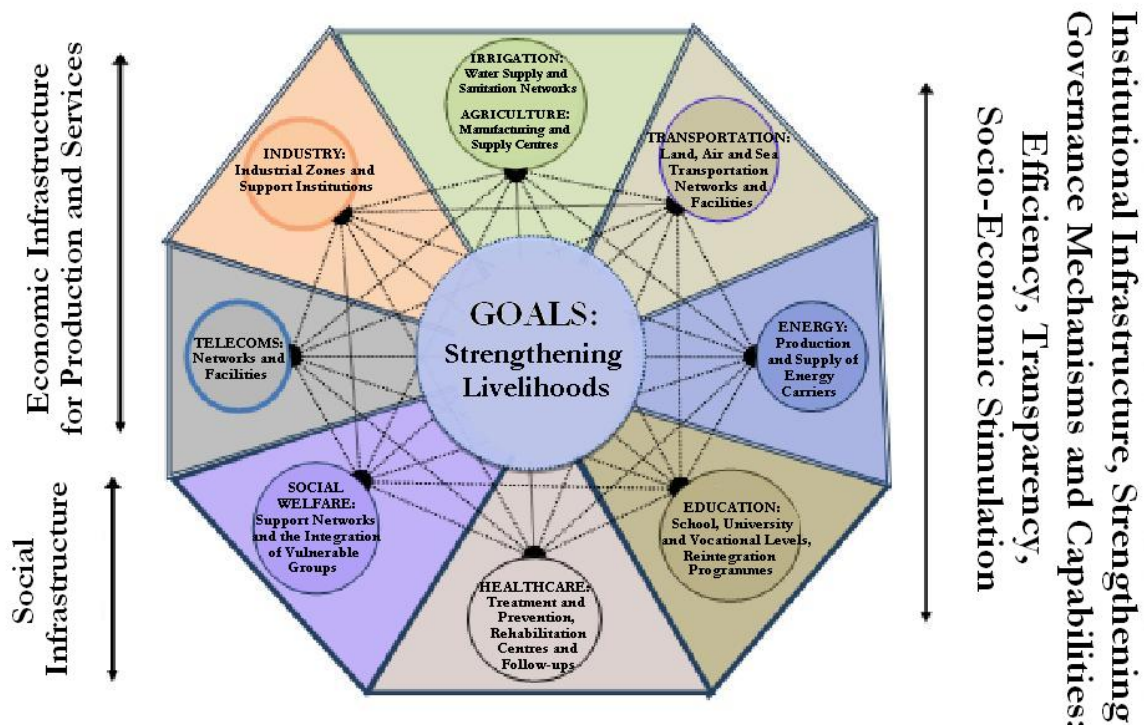 Economic Infrastructure
for Production and Services
Social
Infrastructure
IRRIGATION:
Water Supply and
Sanitation Networks
AGRICULTURE:
Manufacturing and
Supply Centres
TRANSPORTATION:
Land, Air and Sea
Transportation
Networks and
Facilities
INDUSTRY:
Industrial Zones and
Support Institutions
GOALS:
Strengthening
Livelihoods
ENERGY:
Production
and Supply of
Energy
Carriers
TELECOMS:
Networks and
Facilities
SOCIAL
WELFARE:
Support Networks
and the Integration
of Vulnerable
Groups
EDUCATION:
School, University
and Vocational Levels,
Reintegration
Programmes
HEALTHCARE:
Treatment and
Prevention,
Rehabilitation
Centres and
Follow-ups
Institutional Infrastructure, Strengthening
Governance Mechanisms and Capabilities:
Efficiency, Transparency,
Socio-Economic Stimulation